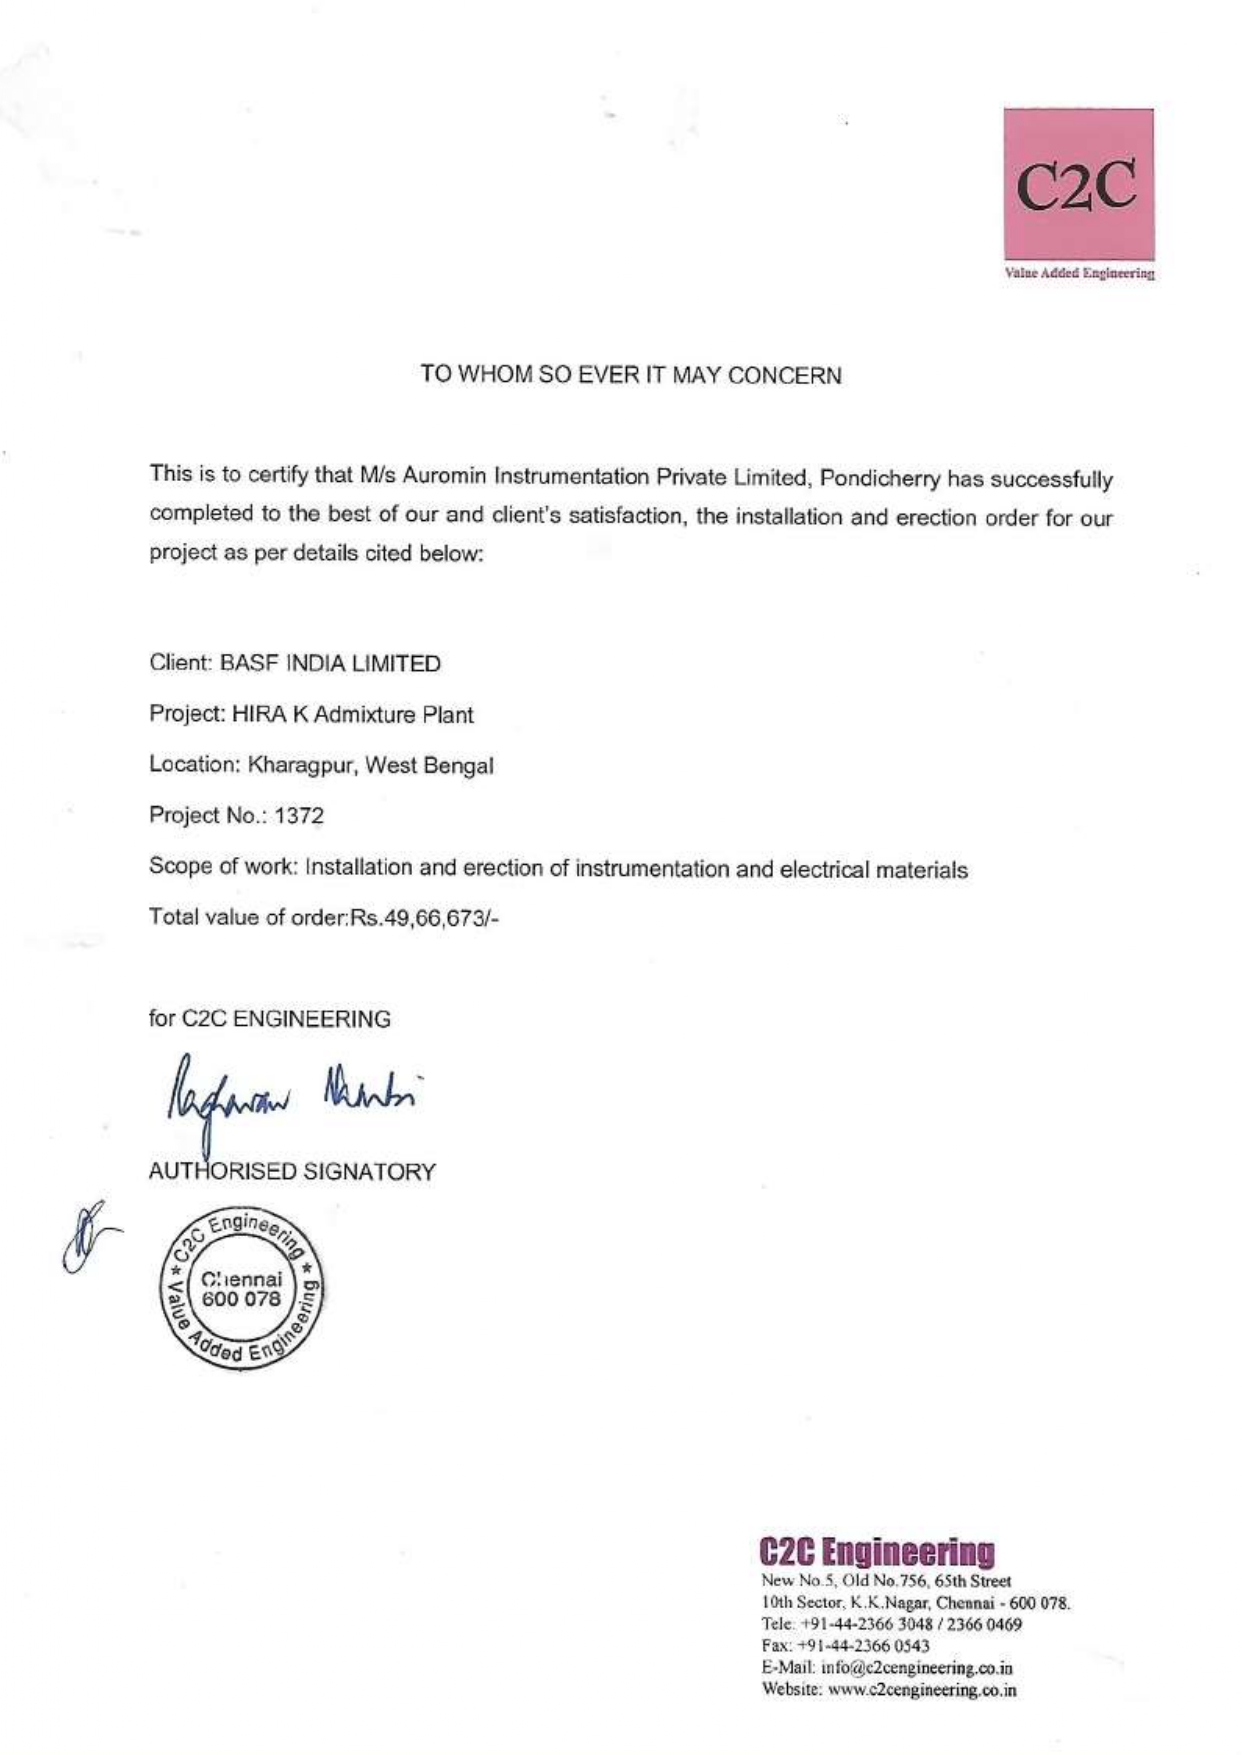 C2C
Value Added Engineering
TO WHOM SO EVER IT MAY CONCERN
This is to certify that M/s Auromin Instrumentation Private Limited, Pondicherry has successfully
completed to the best of our and client's satisfaction, the installation and erection order for our
project as per details cited below:
Client: BASF INDIA LIMITED
Project: HIRA K Admixture Plant
Location: Kharagpur, West Bengal
Project No.: 1372
Scope of work: Installation and erection of instrumentation and electrical materials
Total value of order:Rs.49,66,673/-
for C2C ENGINEERING
Raghavan Nambi
AUTHORISED SIGNATORY
* C2C Engineering *
Chennai
600 078
Value Added Engineering
C2C Engineering
New No.5, Old No.756, 65th Street
10th Sector, K.K.Nagar, Chennai - 600 078.
Tele: +91-44-2366 3048 / 2366 0469
Fax: +91-44-2366 0543
E-Mail: info@c2cengineering.co.in
Website: www.c2cengineering.co.in